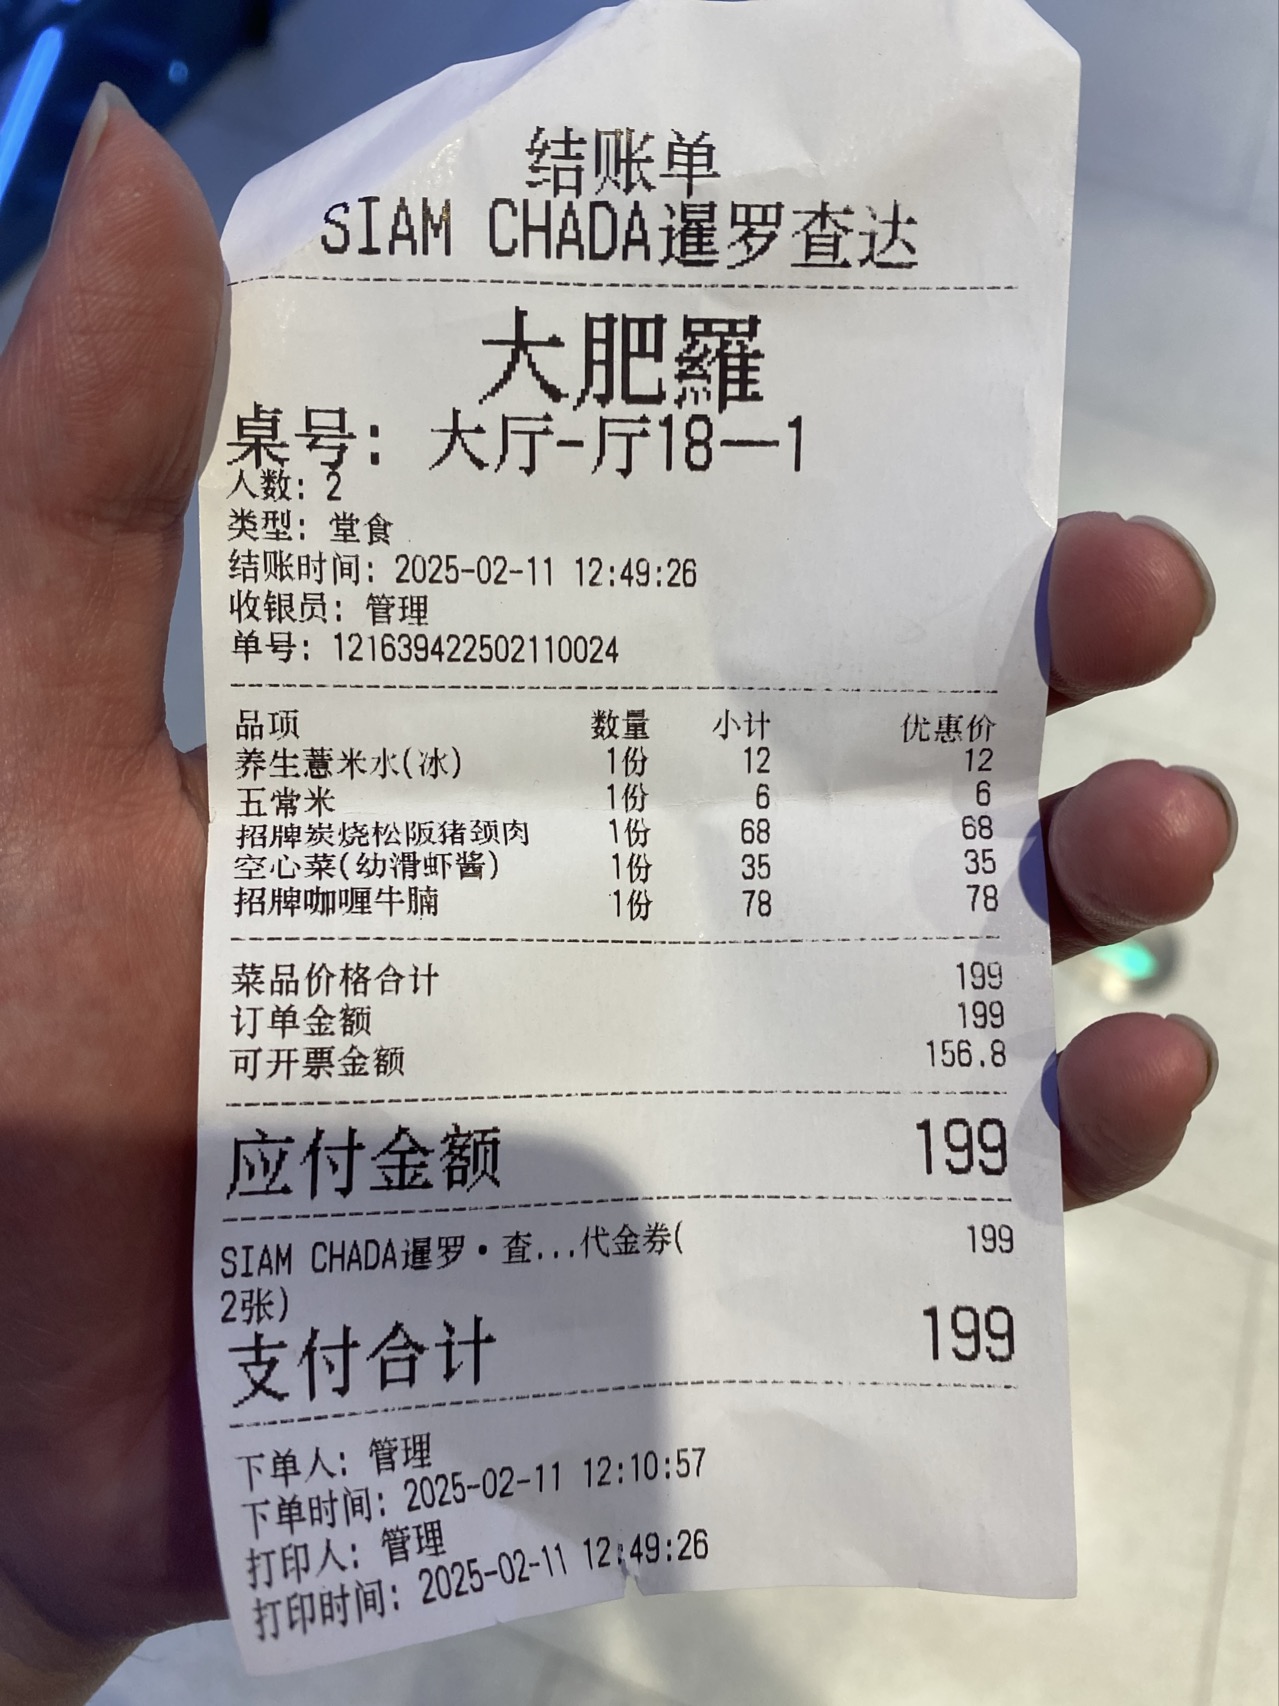 结账单
SIAM CHADA暹罗查达
大肥羅
桌号: 大厅-厅18—1
人数: 2
类型: 堂食
结账时间: 2025-02-11 12:49:26
收银员: 管理
单号: 121639422502110024
品项 数量 小计 优惠价
养生薏米水(冰) 1份 12 12
五常米 1份 6 6
招牌炭烧松阪猪颈肉 1份 68 68
空心菜(幼滑虾酱) 1份 35 35
招牌咖喱牛腩 1份 78 78
菜品价格合计 199
订单金额 199
可开票金额 156.8
应付金额 199
SIAM CHADA暹罗·查...代金券( 199
2张)
支付合计 199
下单人: 管理
下单时间: 2025-02-11 12:10:57
打印人: 管理
打印时间: 2025-02-11 12:49:26